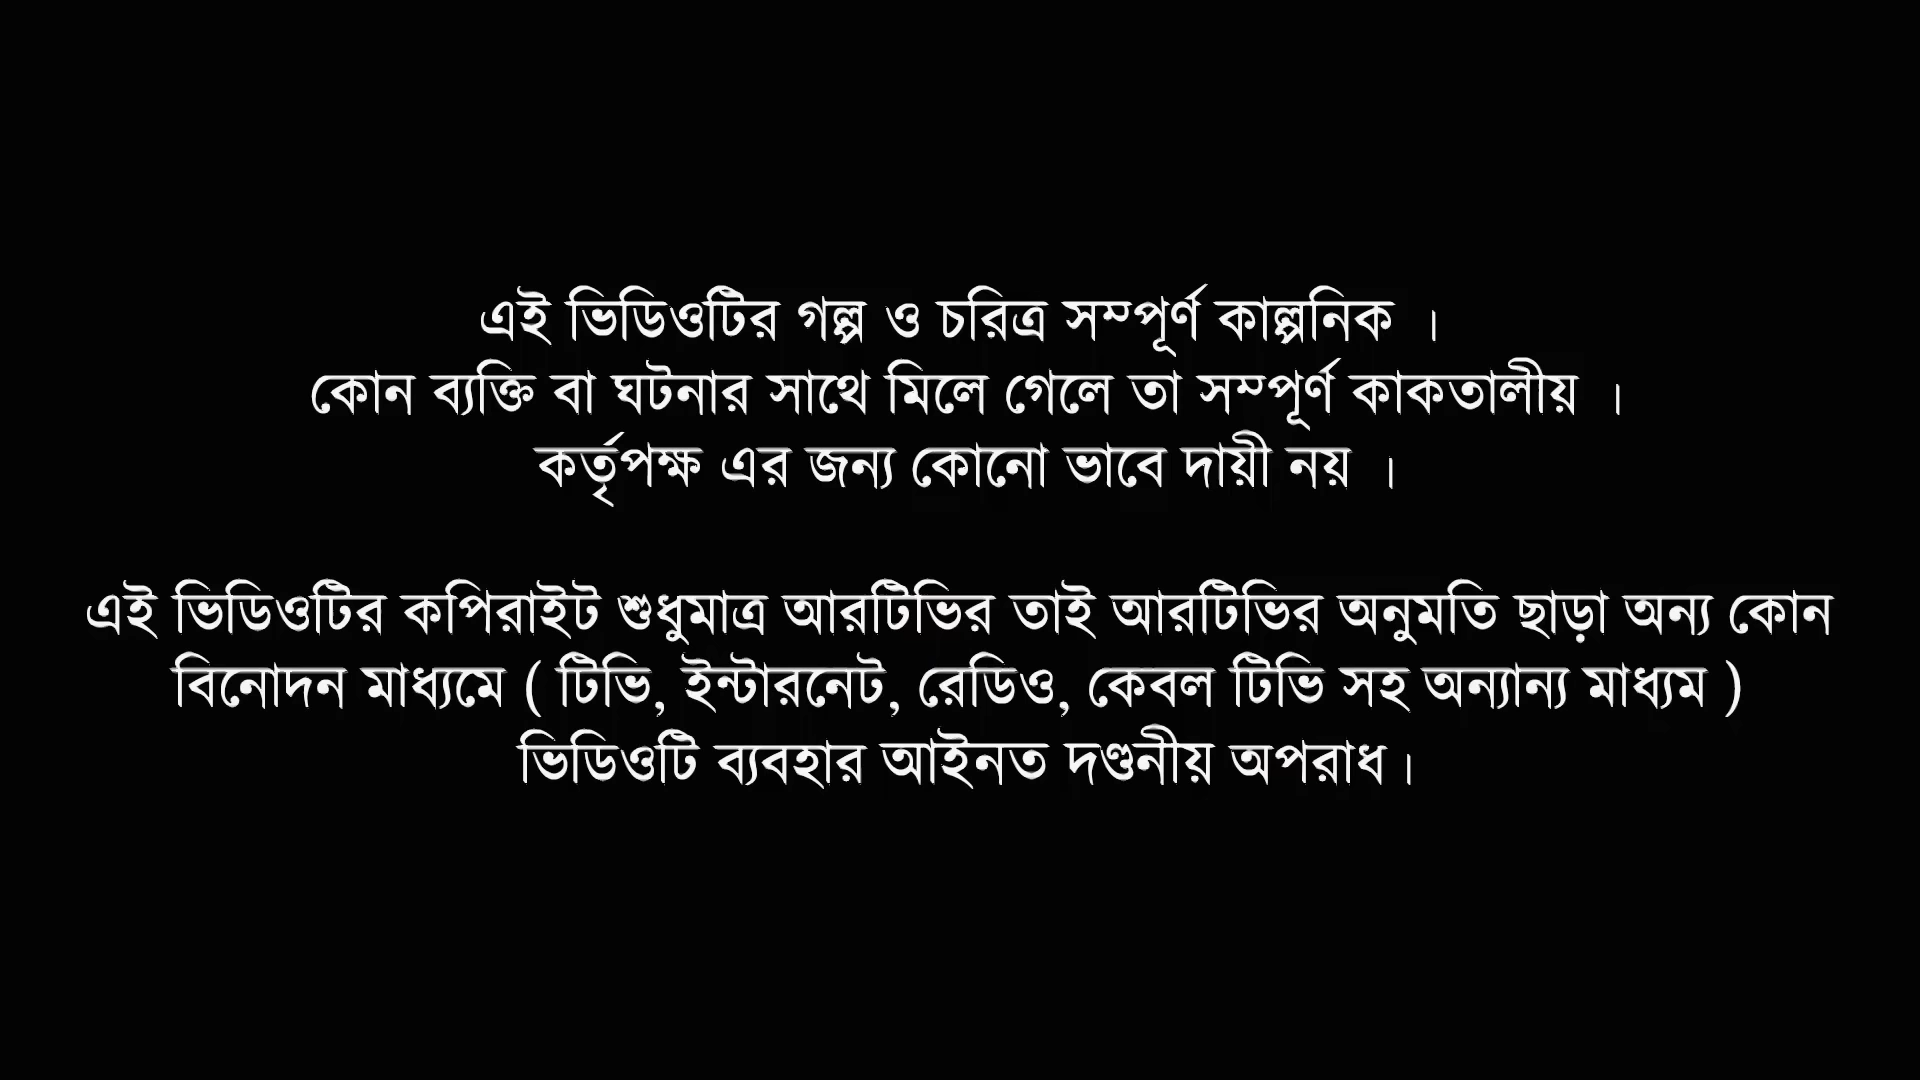 এই ভিডিওটির গল্প ও চরিত্র সম্পূর্ণ কাল্পনিক ।
কোন ব্যক্তি বা ঘটনার সাথে মিলে গেলে তা সম্পূর্ণ কাকতালীয় ।
কর্তৃপক্ষ এর জন্য কোনো ভাবে দায়ী নয় ।
এই ভিডিওটির কপিরাইট শুধুমাত্র আরটিভির তাই আরটিভির অনুমতি ছাড়া অন্য কোন
বিনোদন মাধ্যমে ( টিভি, ইন্টারনেট, রেডিও, কেবল টিভি সহ অন্যান্য মাধ্যম )
ভিডিওটি ব্যবহার আইনত দণ্ডনীয় অপরাধ।